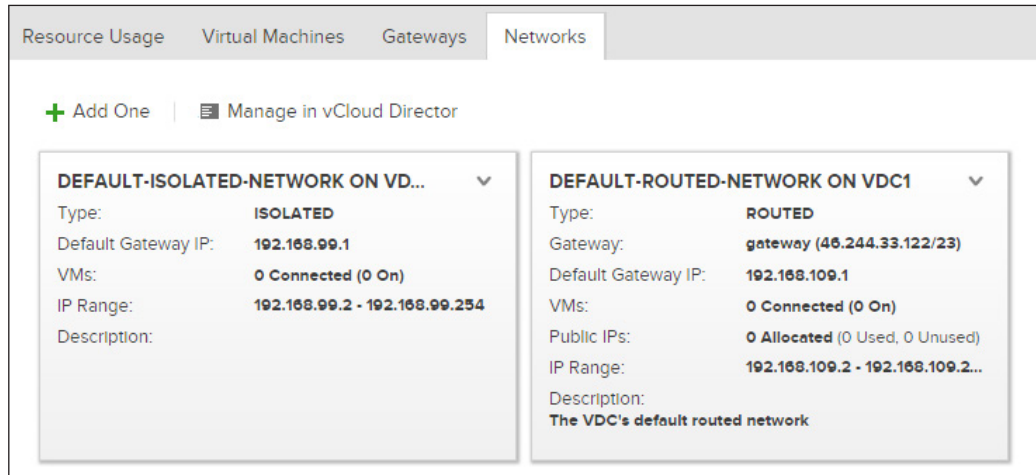 Resource Usage Virtual Machines Gateways Networks
Add One Manage in vCloud Director
DEFAULT-ISOLATED-NETWORK ON VD...
Type: ISOLATED
Default Gateway IP: 192.168.99.1
VMs: 0 Connected (0 On)
IP Range: 192.168.99.2 - 192.168.99.254
Description:
DEFAULT-ROUTED-NETWORK ON VDC1
Type: ROUTED
Gateway: gateway (46.244.33.122/23)
Default Gateway IP: 192.168.109.1
VMs: 0 Connected (0 On)
Public IPs: 0 Allocated (0 Used, 0 Unused)
IP Range: 192.168.109.2 - 192.168.109.2...
Description:
The VDC's default routed network